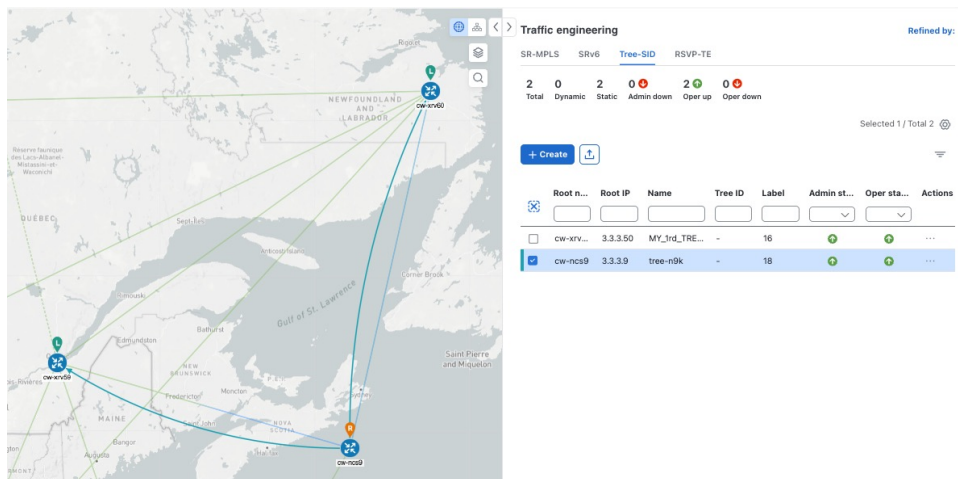 Traffic engineering
Refined by:
SR-MPLS SRv6 Tree-SID RSVP-TE
2 0 2 0 2 0
Total Dynamic Static Admin down Oper up Oper down
Selected 1 / Total 2
+ Create
Root n... Root IP Name Tree ID Label Admin st... Oper sta... Actions
cw-xrv... 3.3.3.50 MY_1rd_TRE... - 16 ...
cw-ncs9 3.3.3.9 tree-n9k - 18 ...
Rigolet
L
cw-xrv60
NEWFOUNDLAND
AND
LABRADOR
Réserve faunique
des Lacs-Albanel-
Mistassini-et-
Waconichi
QUÉBEC
Sept-Îles
Anticosti Island
Corner Brook
Gulf of St. Lawrence
Rimouski
Bathurst
Edmundston
L
cw-xrv59
Saint Pierre
and Miquelon
NEW
BRUNSWICK
P.E.I.
Moncton
Sydney
Fredericton
MAINE
Saint John
NOVA
SCOTIA
R
Bangor
Halifax
Augusta
cw-ncs9